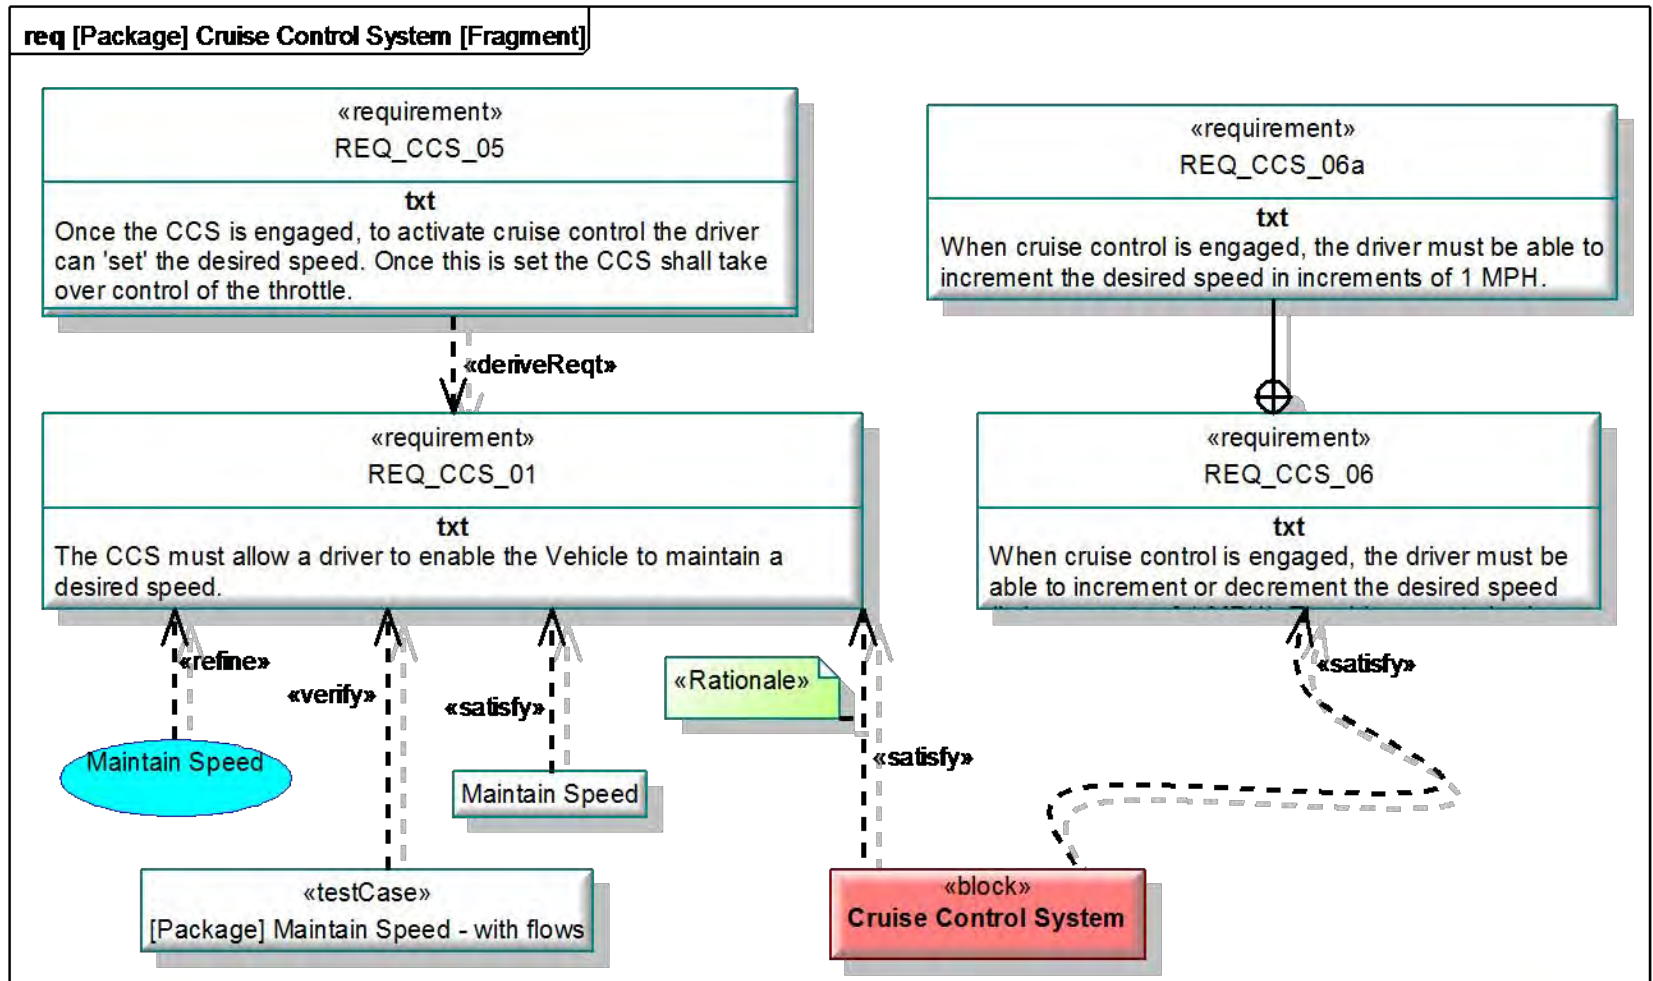 req [Package] Cruise Control System [Fragment]
«requirement»
REQ_CCS_05
txt
Once the CCS is engaged, to activate cruise control the driver
can 'set' the desired speed. Once this is set the CCS shall take
over control of the throttle.
«requirement»
REQ_CCS_06a
txt
When cruise control is engaged, the driver must be able to
increment the desired speed in increments of 1 MPH.
«deriveReqt»
«requirement»
REQ_CCS_01
txt
The CCS must allow a driver to enable the Vehicle to maintain a
desired speed.
«requirement»
REQ_CCS_06
txt
When cruise control is engaged, the driver must be
able to increment or decrement the desired speed
«refine»
«verify»
«satisfy»
«Rationale»
«satisfy»
«satisfy»
Maintain Speed
Maintain Speed
«testCase»
[Package] Maintain Speed - with flows
«block»
Cruise Control System